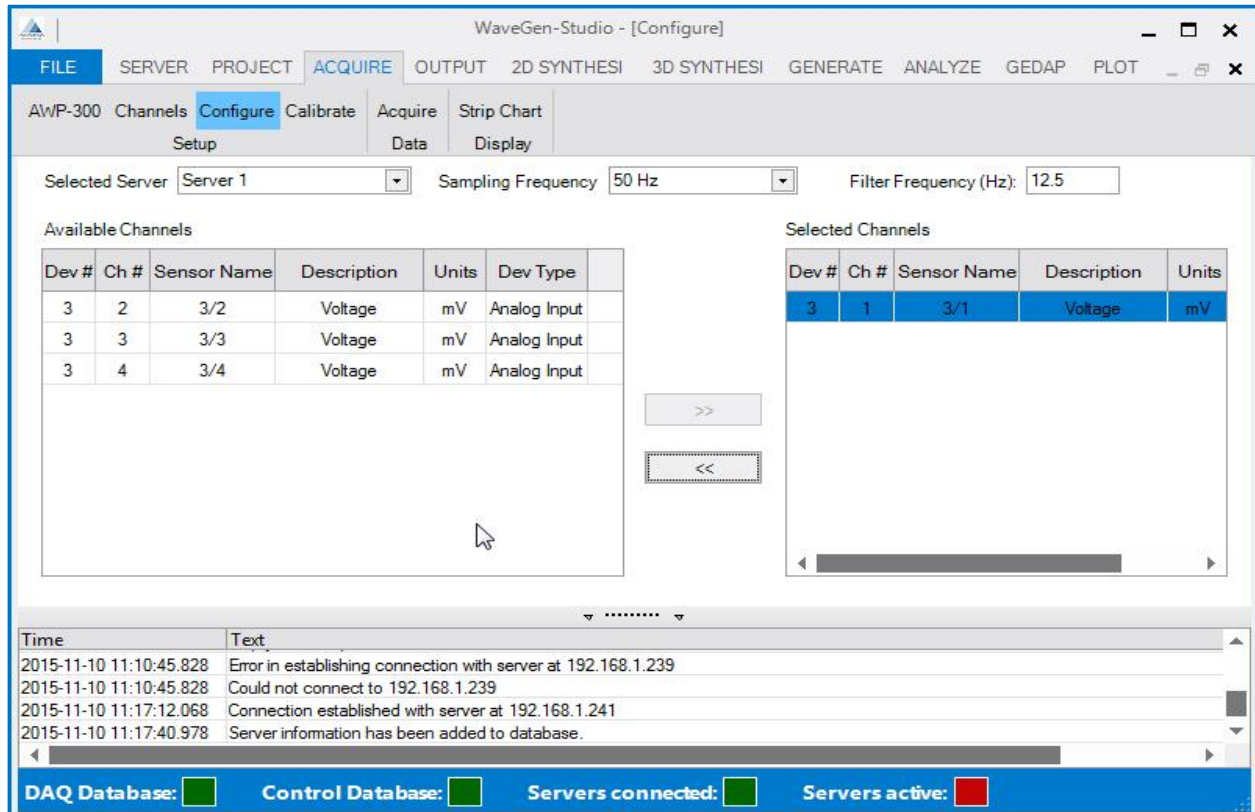 WaveGen-Studio - [Configure]
FILE SERVER PROJECT ACQUIRE OUTPUT 2D SYNTHESI 3D SYNTHESI GENERATE ANALYZE GEDAP PLOT
AWP-300 Channels Configure Calibrate Acquire Strip Chart
Setup Data Display
Selected Server Server 1 Sampling Frequency 50 Hz Filter Frequency (Hz): 12.5
Available Channels Selected Channels
Dev # Ch # Sensor Name Description Units Dev Type Dev # Ch # Sensor Name Description Units
3 2 3/2 Voltage mV Analog Input 3 1 3/1 Voltage mV
3 3 3/3 Voltage mV Analog Input
3 4 3/4 Voltage mV Analog Input
>>
<<
Time Text
2015-11-10 11:10:45.828 Error in establishing connection with server at 192.168.1.239
2015-11-10 11:10:45.828 Could not connect to 192.168.1.239
2015-11-10 11:17:12.068 Connection established with server at 192.168.1.241
2015-11-10 11:17:40.978 Server information has been added to database.
DAQ Database: Control Database: Servers connected: Servers active: